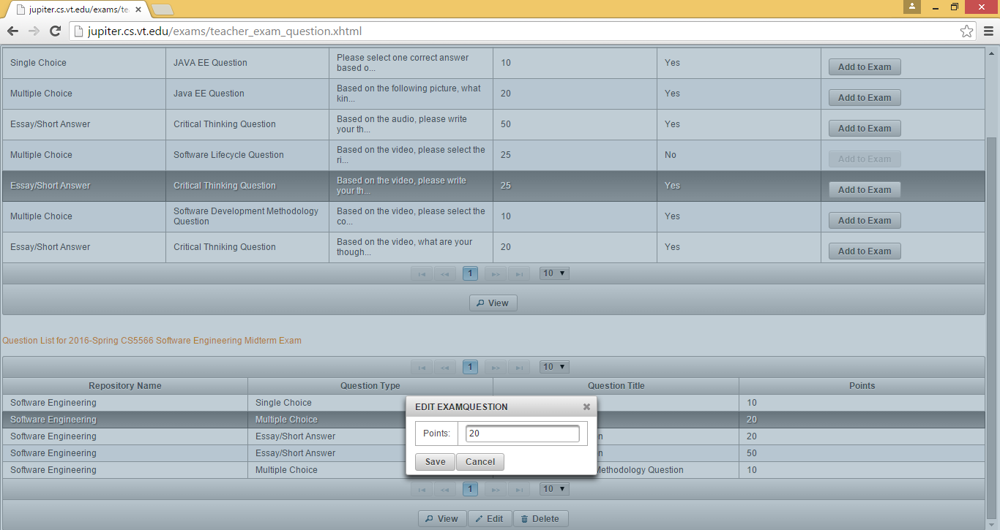 jupiter.cs.vt.edu/exams/te
jupiter.cs.vt.edu/exams/teacher_exam_question.xhtml
Single Choice JAVA EE Question Please select one correct answer 10 Yes Add to Exam
based o...
Multiple Choice Java EE Question Based on the following picture, what 20 Yes Add to Exam
kin...
Essay/Short Answer Critical Thinking Question Based on the audio, please write 50 Yes Add to Exam
your th...
Multiple Choice Software Lifecycle Question Based on the video, please select the 25 No Add to Exam
ri...
Essay/Short Answer Critical Thinking Question Based on the video, please write 25 Yes Add to Exam
your th...
Multiple Choice Software Development Methodology Based on the video, please select the 10 Yes Add to Exam
Question co...
Essay/Short Answer Critical Thniking Question Based on the video, what are your 20 Yes Add to Exam
though...
1 10
View
Question List for 2016-Spring CS5566 Software Engineering Midterm Exam
1 10
Repository Name Question Type Question Title Points
Software Engineering Single Choice 10
Software Engineering Multiple Choice 20
Software Engineering Essay/Short Answer n 20
Software Engineering Essay/Short Answer n 50
Software Engineering Multiple Choice Methodology Question 10
EDIT EXAMQUESTION
Points: 20
Save Cancel
1 10
View Edit Delete